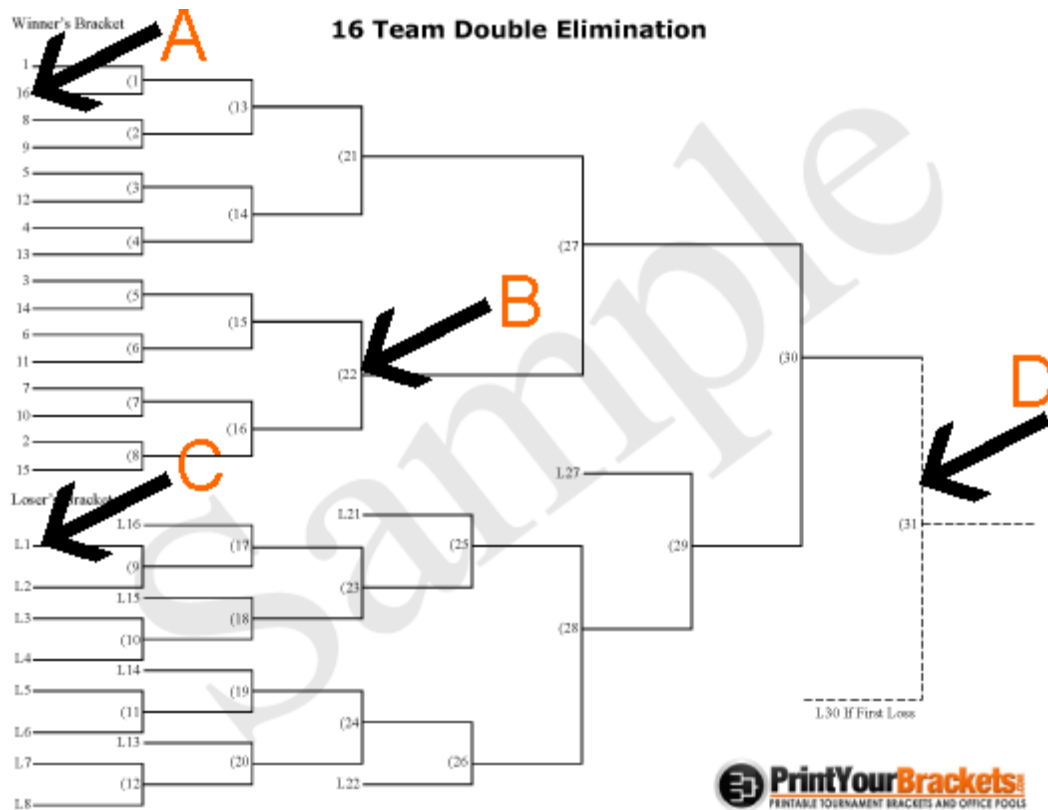 16 Team Double Elimination
Winner's Bracket
A
1
16
8
9
5
12
4
13
3
14
6
11
7
10
2
15
(1
(2
(3
(4
(5
(6
(7
(8
(13
(14
(15
(16
(21
(22
B
(27
(30
D
(31
L30 If First Loss
Loser's Bracket
C
L1
L2
L3
L4
L5
L6
L7
L8
(9
(10
(11
(12
L16
L15
L14
L13
(17
(18
(19
(20
L21
(23
(24
L22
(25
(26
L27
(28
(29
Sample
PrintYourBrackets.com
PRINTABLE TOURNAMENT BRACKETS AND OFFICE POOLS